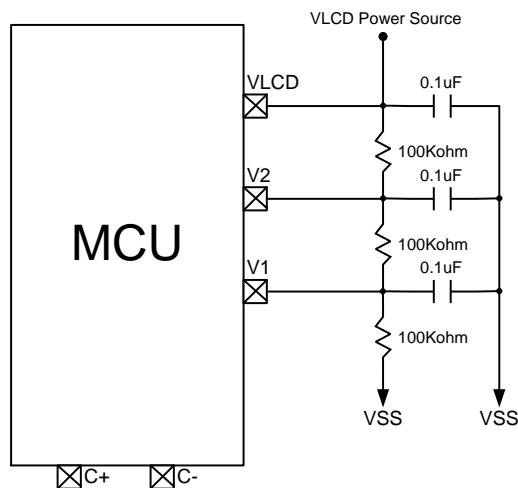 VLCD Power Source
VLCD
0.1uF
100Kohm
V2
0.1uF
MCU
100Kohm
V1
0.1uF
100Kohm
VSS
VSS
C+
C-